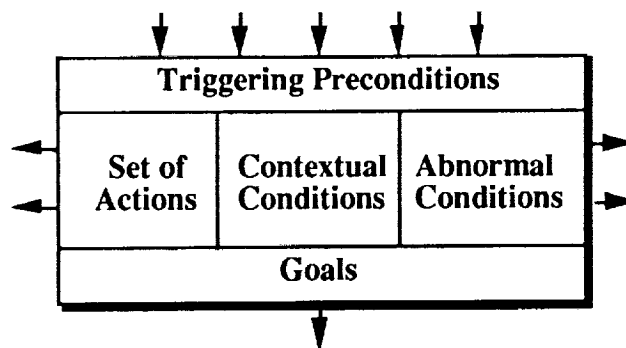 Triggering Preconditions
Set of
Actions
Contextual
Conditions
Abnormal
Conditions
Goals